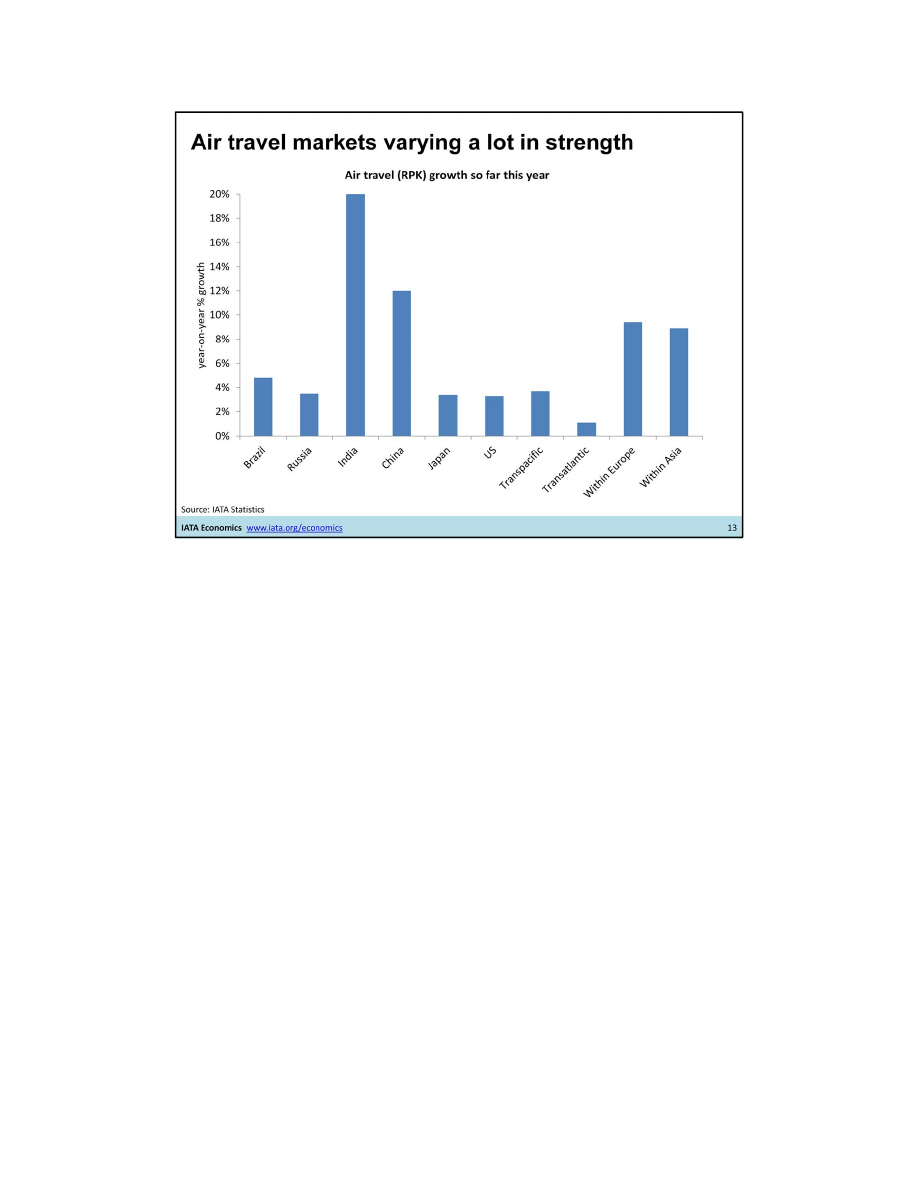 Air travel markets varying a lot in strength
Air travel (RPK) growth so far this year
20%
18%
16%
14%
12%
10%
8%
6%
4%
2%
0%
year-on-year % growth
Brazil
Russia
India
China
Japan
US
Transpacific
Transatlantic
Within Europe
Within Asia
Source: IATA Statistics
IATA Economics www.iata.org/economics 13